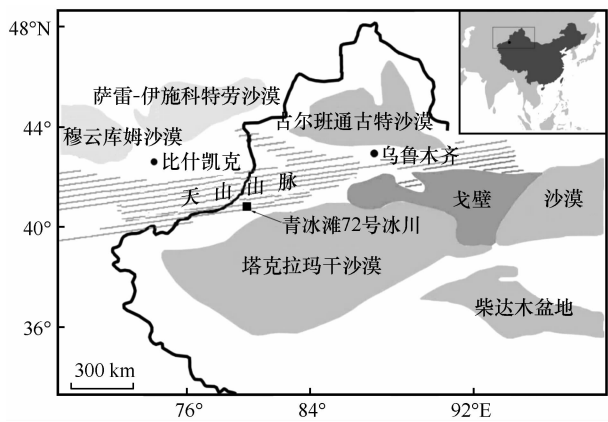 48°N
萨雷-伊施科特劳沙漠
古尔班通古特沙漠
44°
穆云库姆沙漠
比什凯克
乌鲁木齐
天山山脉
戈壁
沙漠
40°
青冰滩72号冰川
塔克拉玛干沙漠
柴达木盆地
36°
300 km
76°
84°
92°E